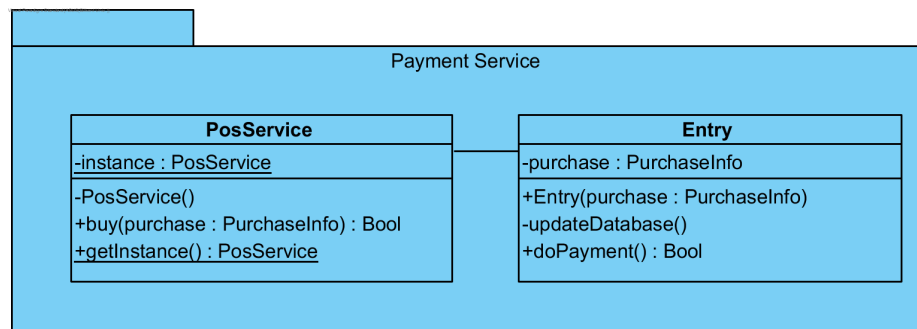 Payment Service
PosService
-instance : PosService
-PosService()
+buy(purchase : PurchaseInfo) : Bool
+getInstance() : PosService
Entry
-purchase : PurchaseInfo
+Entry(purchase : PurchaseInfo)
-updateDatabase()
+doPayment() : Bool